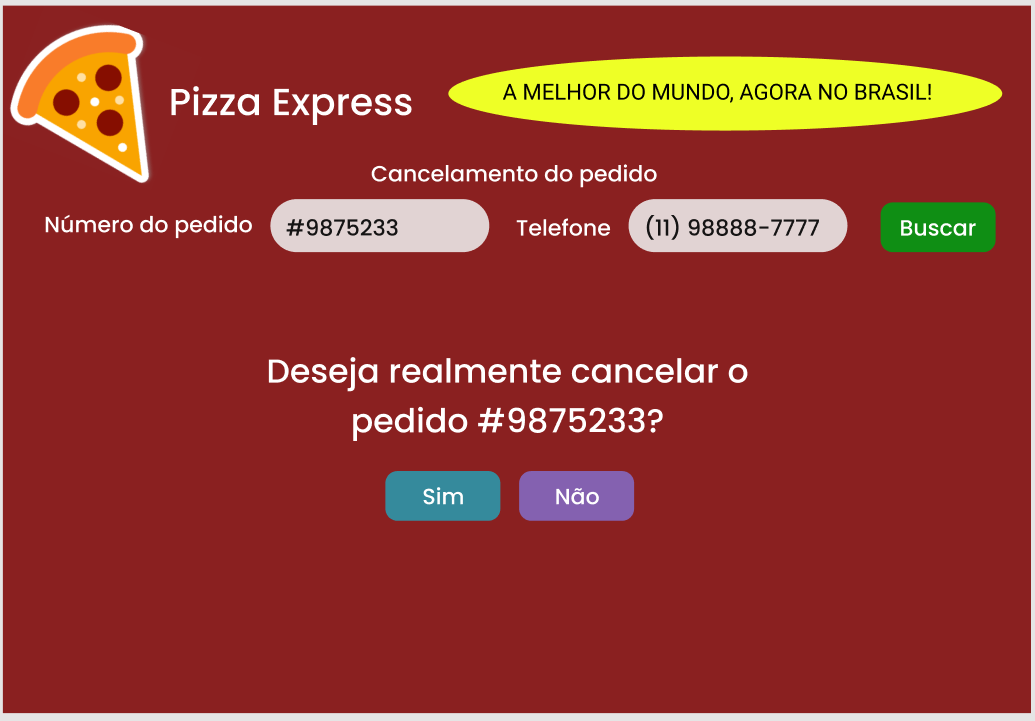 Pizza Express
A MELHOR DO MUNDO, AGORA NO BRASIL!
Cancelamento do pedido
Número do pedido #9875233 Telefone (11) 98888-7777 Buscar
Deseja realmente cancelar o
pedido #9875233?
Sim Não